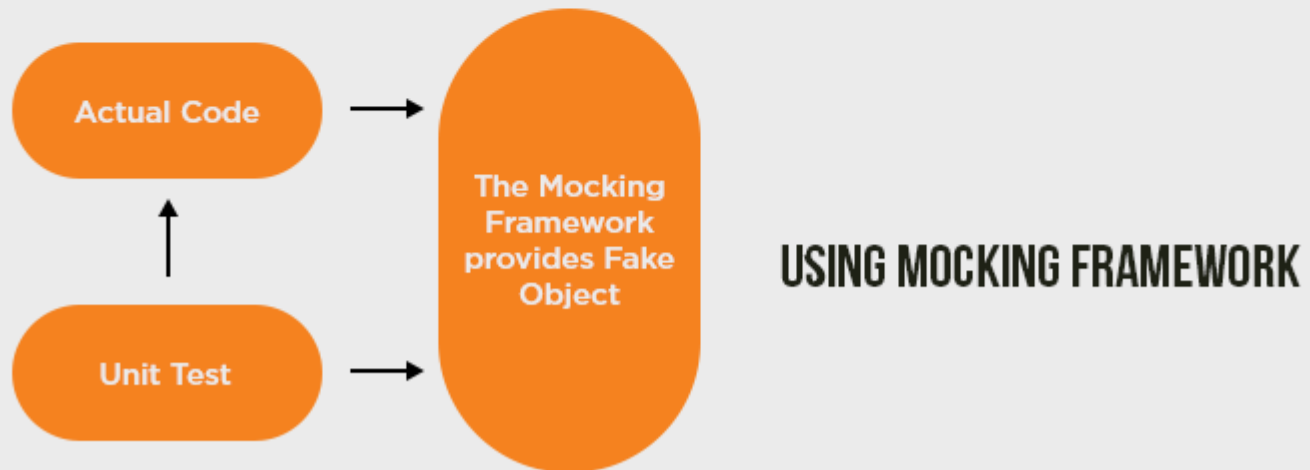 Actual Code
The Mocking
Framework
provides Fake
Object
USING MOCKING FRAMEWORK
Unit Test